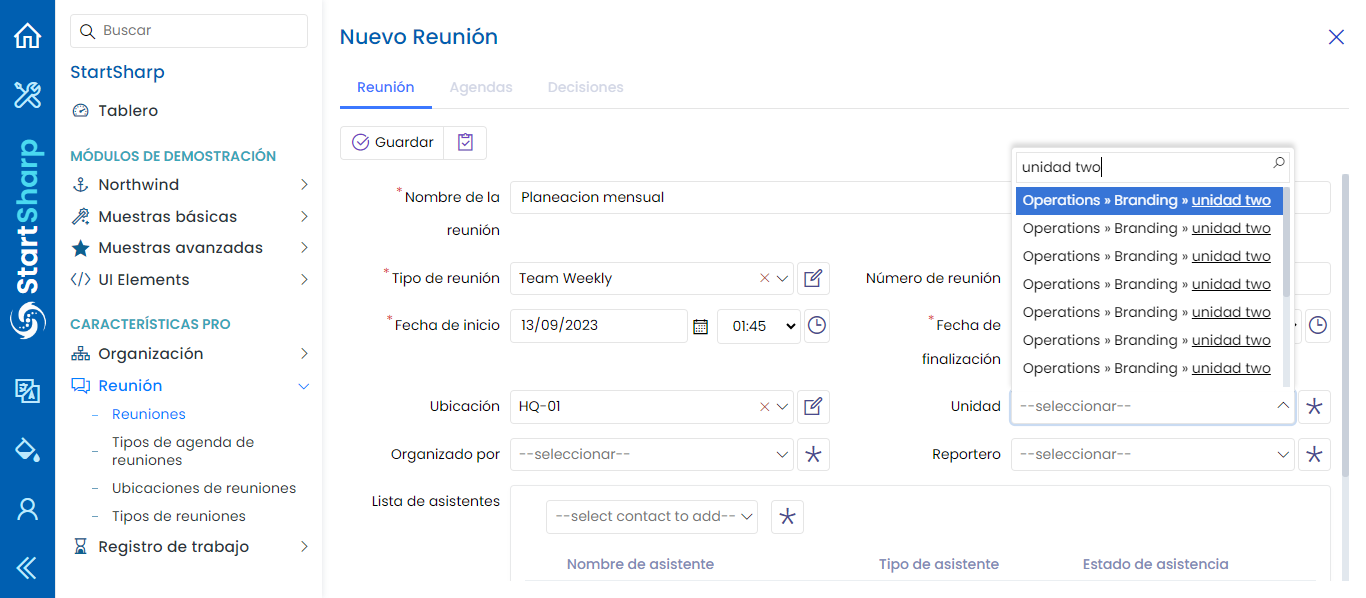 Buscar
StartSharp
Tablero
MÓDULOS DE DEMOSTRACIÓN
Northwind
Muestras básicas
Muestras avanzadas
UI Elements
CARACTERÍSTICAS PRO
Organización
Reunión
Reuniones
Tipos de agenda de
reuniones
Ubicaciones de reuniones
Tipos de reuniones
Registro de trabajo
StartSharp
Nuevo Reunión
Reunión Agendas Decisiones
Guardar
*Nombre de la
reunión
Planeacion mensual
*Tipo de reunión Team Weekly
Número de reunión
*Fecha de inicio 13/09/2023 01:45
*Fecha de
finalización
Ubicación HQ-01
Unidad --seleccionar--
unidad two
Operations » Branding » unidad two
Operations » Branding » unidad two
Operations » Branding » unidad two
Operations » Branding » unidad two
Operations » Branding » unidad two
Operations » Branding » unidad two
Operations » Branding » unidad two
Organizado por --seleccionar--
Reportero --seleccionar--
Lista de asistentes
--select contact to add--
Nombre de asistente Tipo de asistente Estado de asistencia